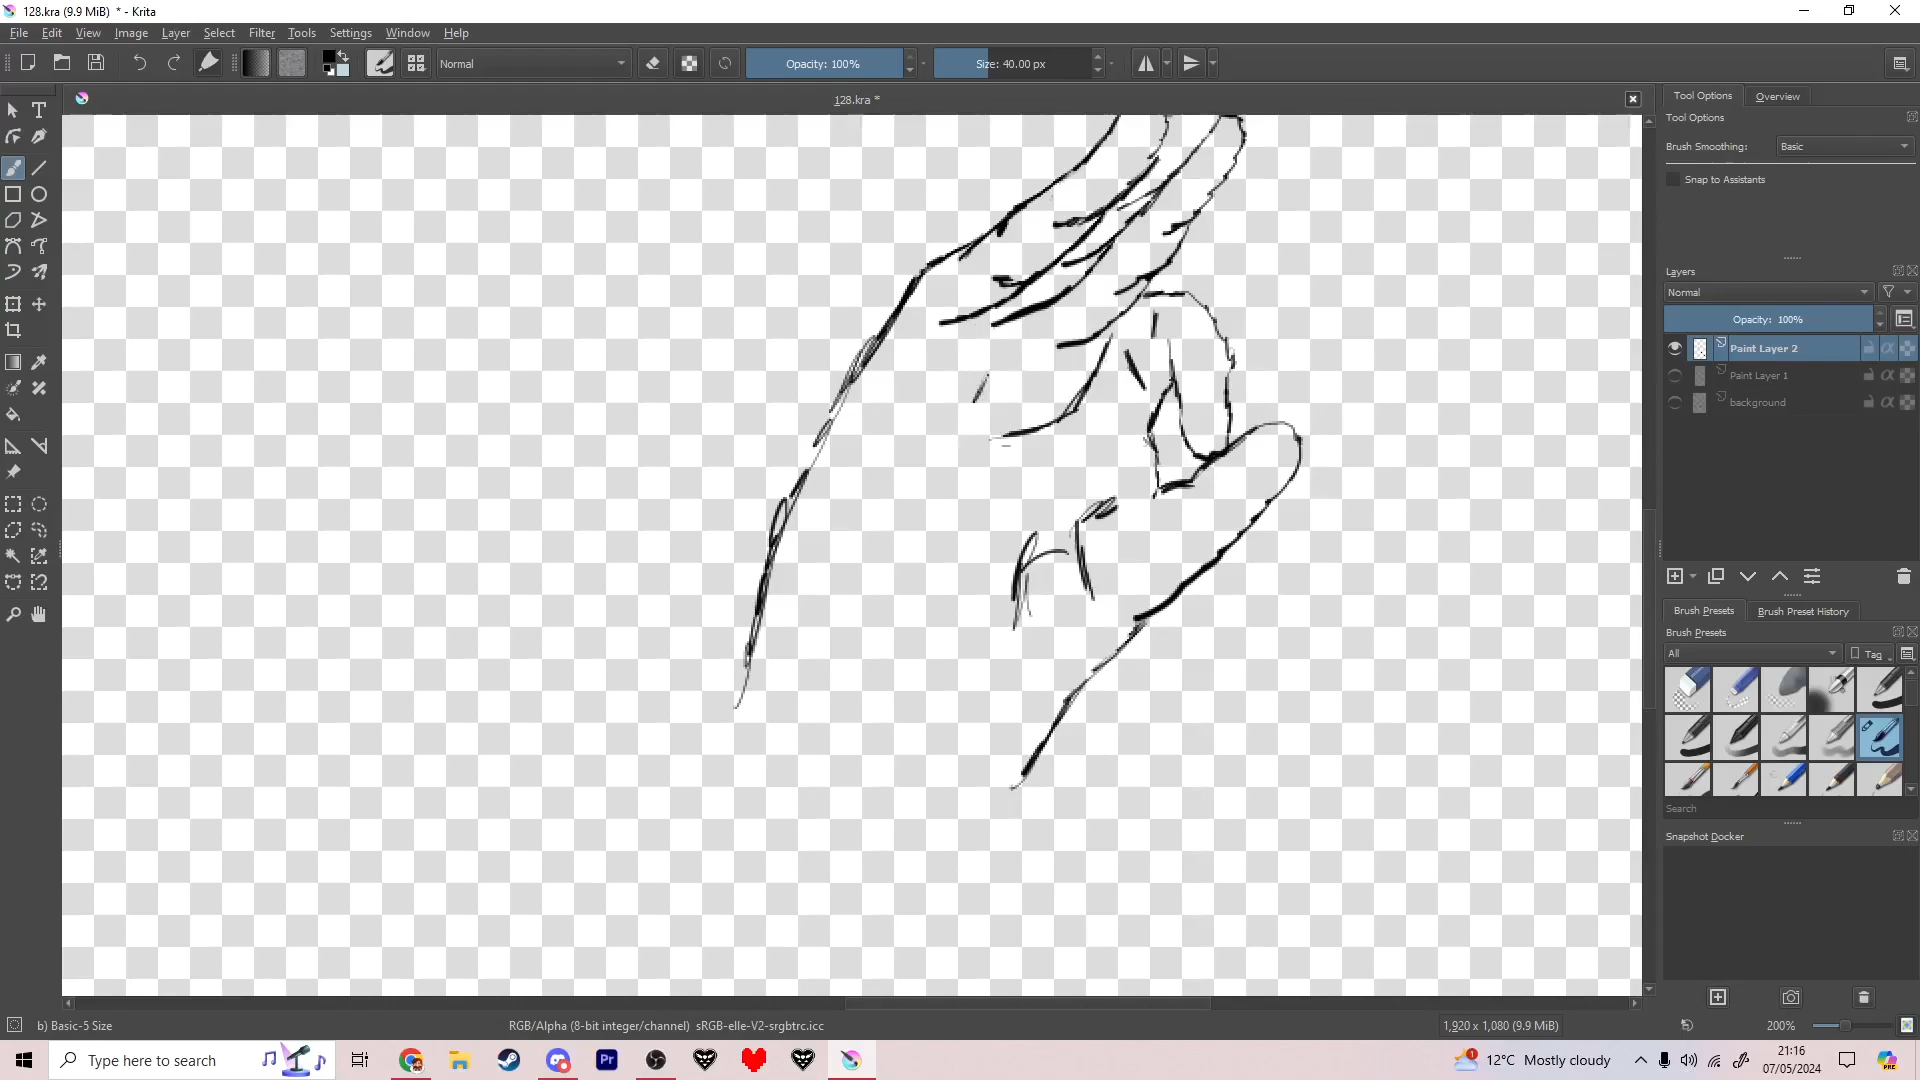 128.kra (9.9 MiB) * - Krita
File Edit View Image Layer Select Filter Tools Settings Window Help
Normal
Opacity: 100%
Size: 40.00 px
128.kra *
Tool Options Overview
Tool Options
Brush Smoothing: Basic
Snap to Assistants
Layers
Normal
Opacity: 100%
Paint Layer 2
Paint Layer 1
background
Brush Presets Brush Preset History
Brush Presets
All Tag
Search
Snapshot Docker
b) Basic-5 Size
RGB/Alpha (8-bit integer/channel) sRGB-elle-V2-srgbtrc.icc
1,920 x 1,080 (9.9 MiB)
200%
Type here to search
Pr
1
12°C Mostly cloudy
21:16
07/05/2024
PRE